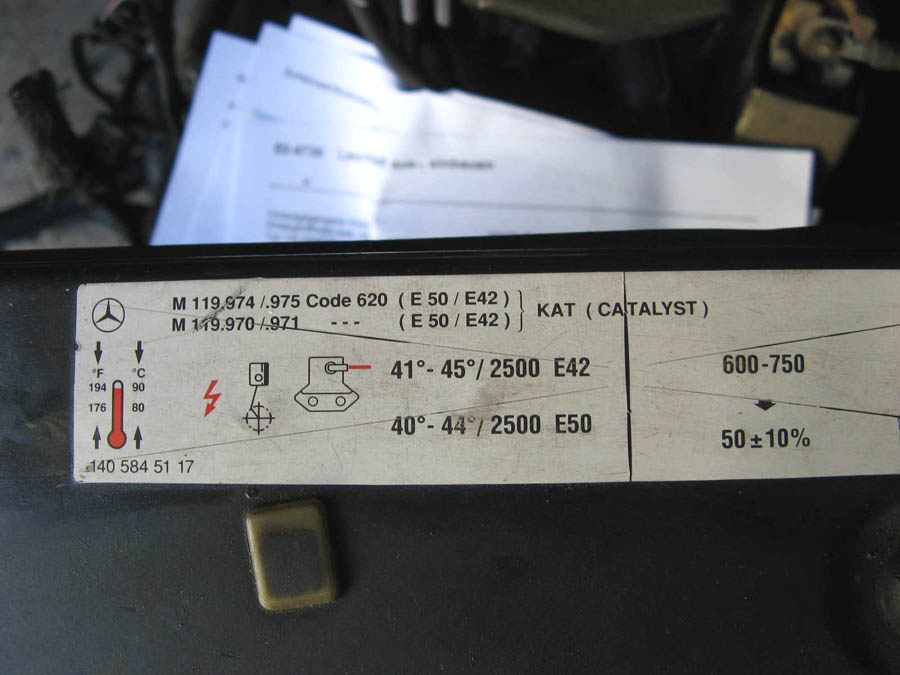 M 119.974 /.975 Code 620 ( E 50 / E42 )
M 119.970 /.971 --- ( E 50 / E42 )
KAT ( CATALYST )
°F °C
194 90
176 80
41°- 45°/ 2500 E42
40°- 44°/ 2500 E50
600-750
50±10%
140 584 51 17